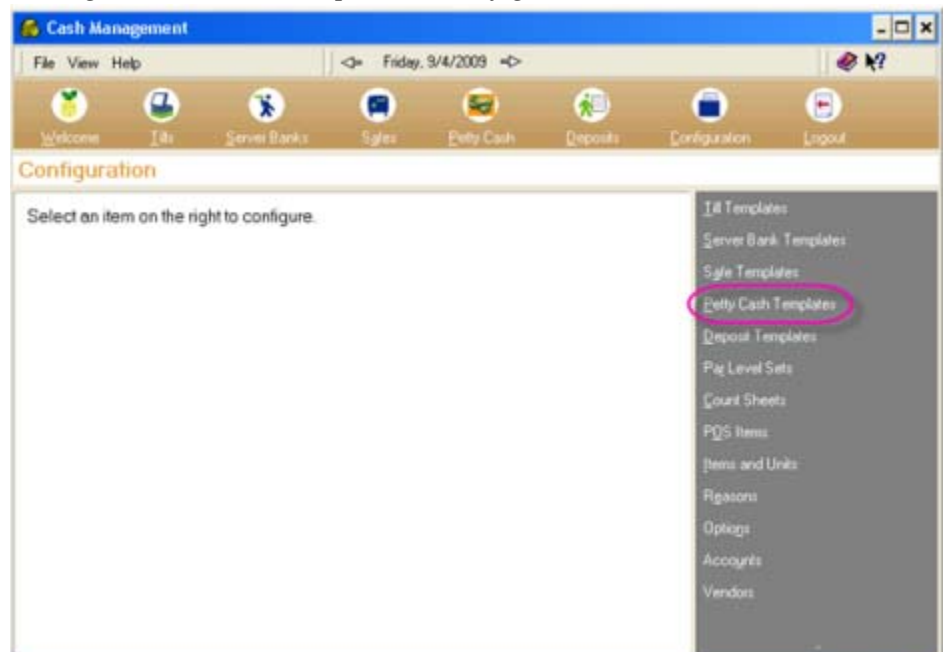 Cash Management
File View Help
Friday, 9/4/2009
Welcome Tills Server Banks Sales Petty Cash Deposits Configuration Logout
Configuration
Select an item on the right to configure.
Till Templates
Server Bank Templates
Sale Templates
Petty Cash Templates
Deposit Templates
Par Level Sets
Count Sheets
POS Items
Items and Units
Reasons
Options
Accounts
Vendors